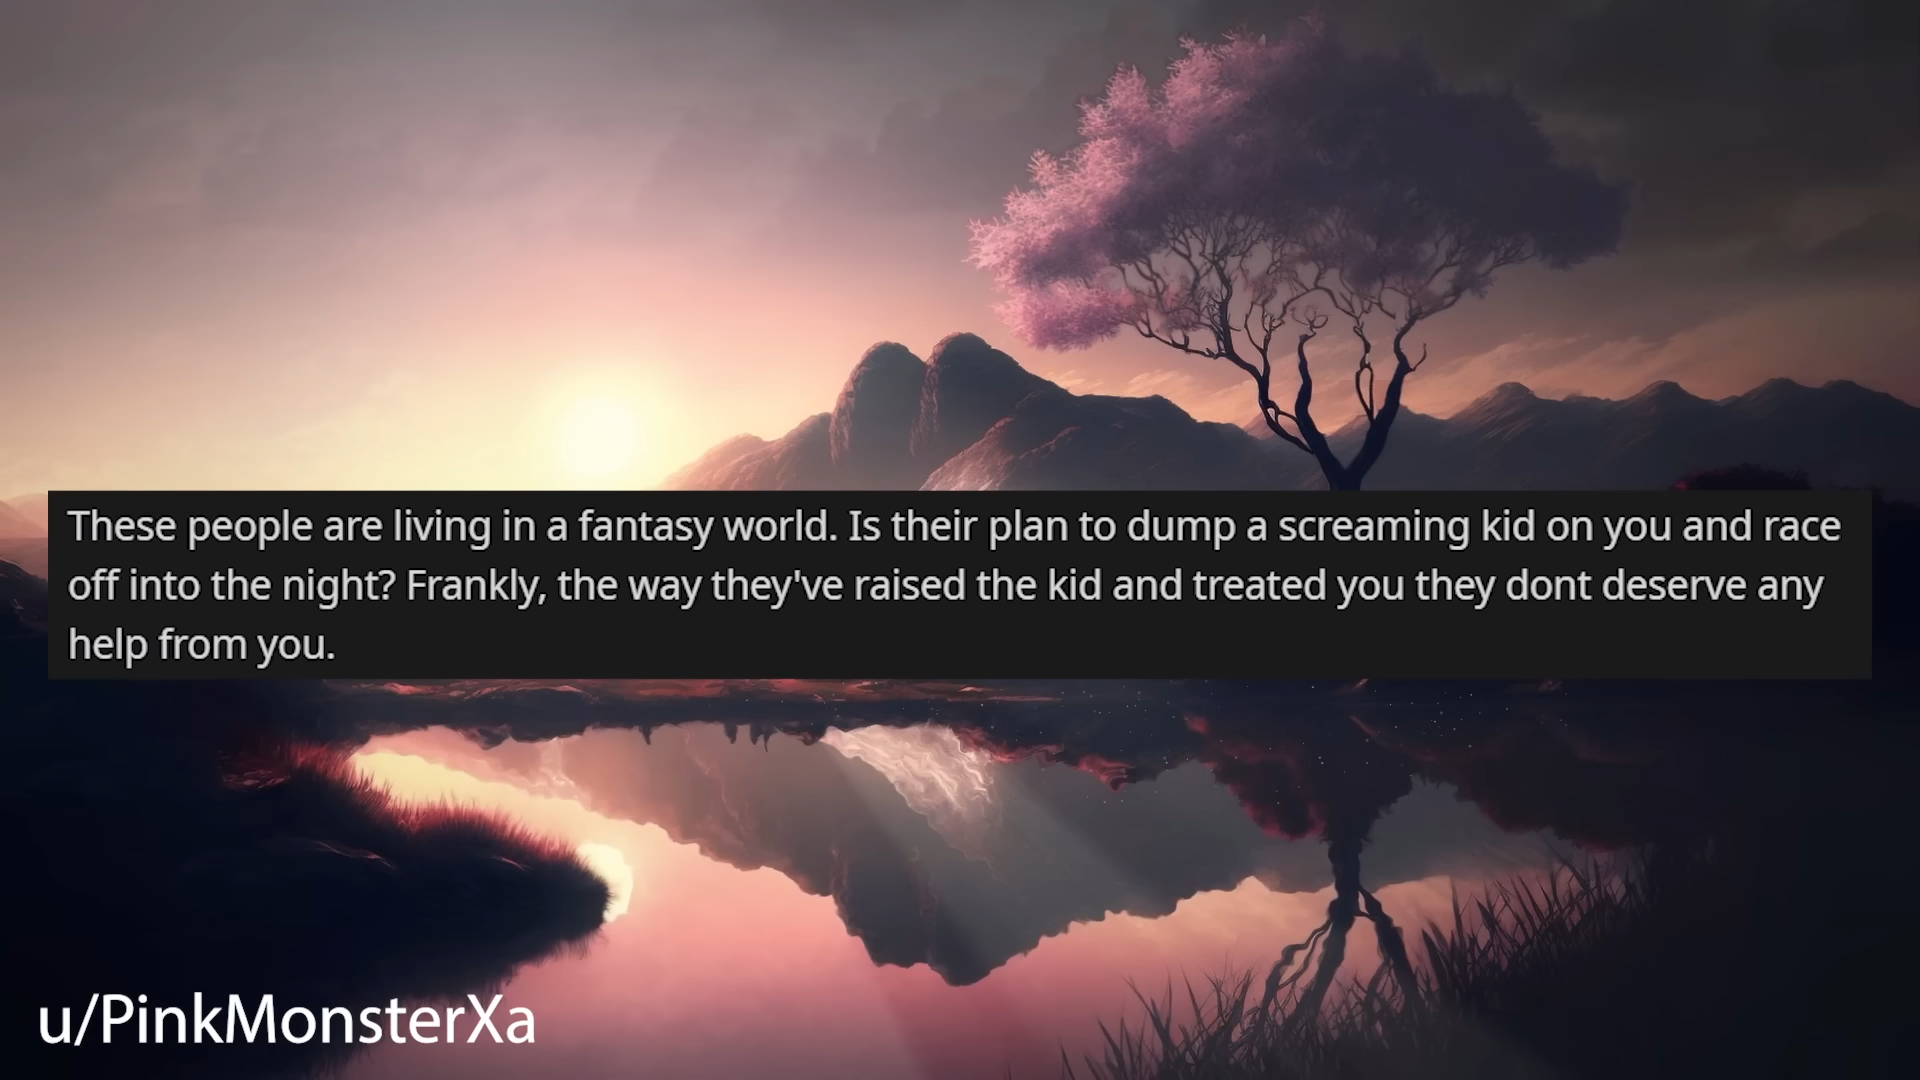 These people are living in a fantasy world. Is their plan to dump a screaming kid on you and race
off into the night? Frankly, the way they've raised the kid and treated you they dont deserve any
help from you.
u/PinkMonsterXa